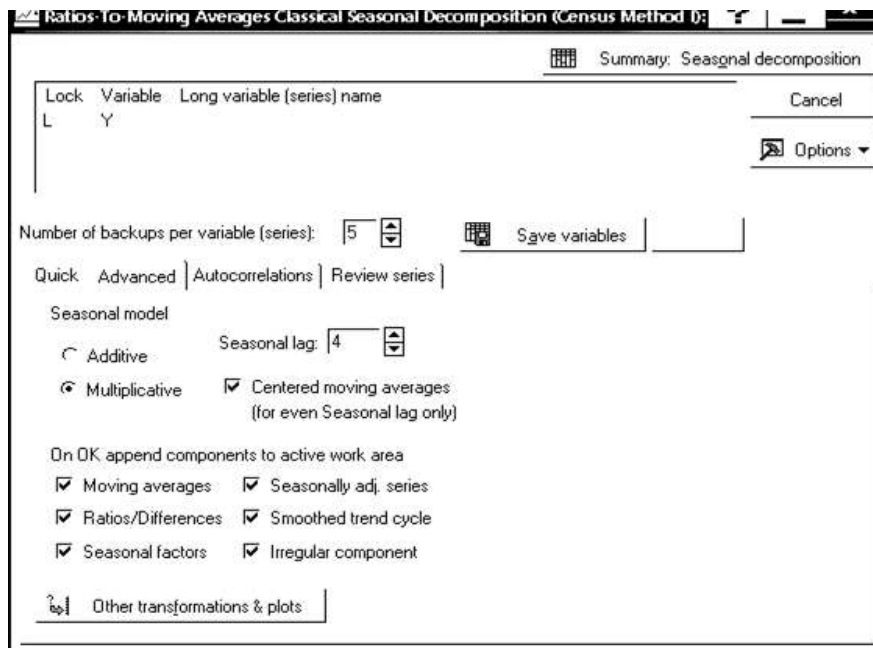 Ratios-To-Moving Averages Classical Seasonal Decomposition (Census Method I):
Summary: Seasonal decomposition
Lock Variable Long variable (series) name
L Y
Cancel
Options
Number of backups per variable (series): 5
Save variables
Quick Advanced Autocorrelations Review series
Seasonal model
Seasonal lag: 4
Additive
Multiplicative
Centered moving averages
(for even Seasonal lag only)
On OK append components to active work area
Moving averages Seasonally adj. series
Ratios/Differences Smoothed trend cycle
Seasonal factors Irregular component
Other transformations & plots